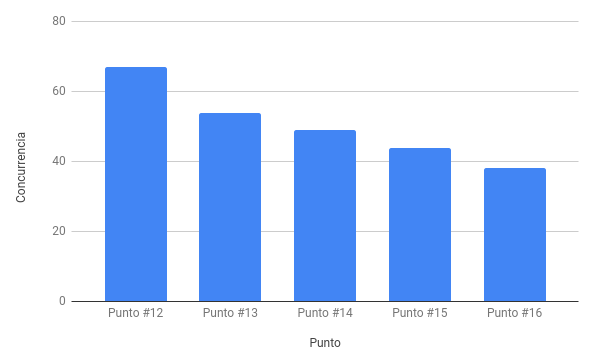 80
60
40
20
0
Concurrencia
Punto #12
Punto #13
Punto #14
Punto #15
Punto #16
Punto